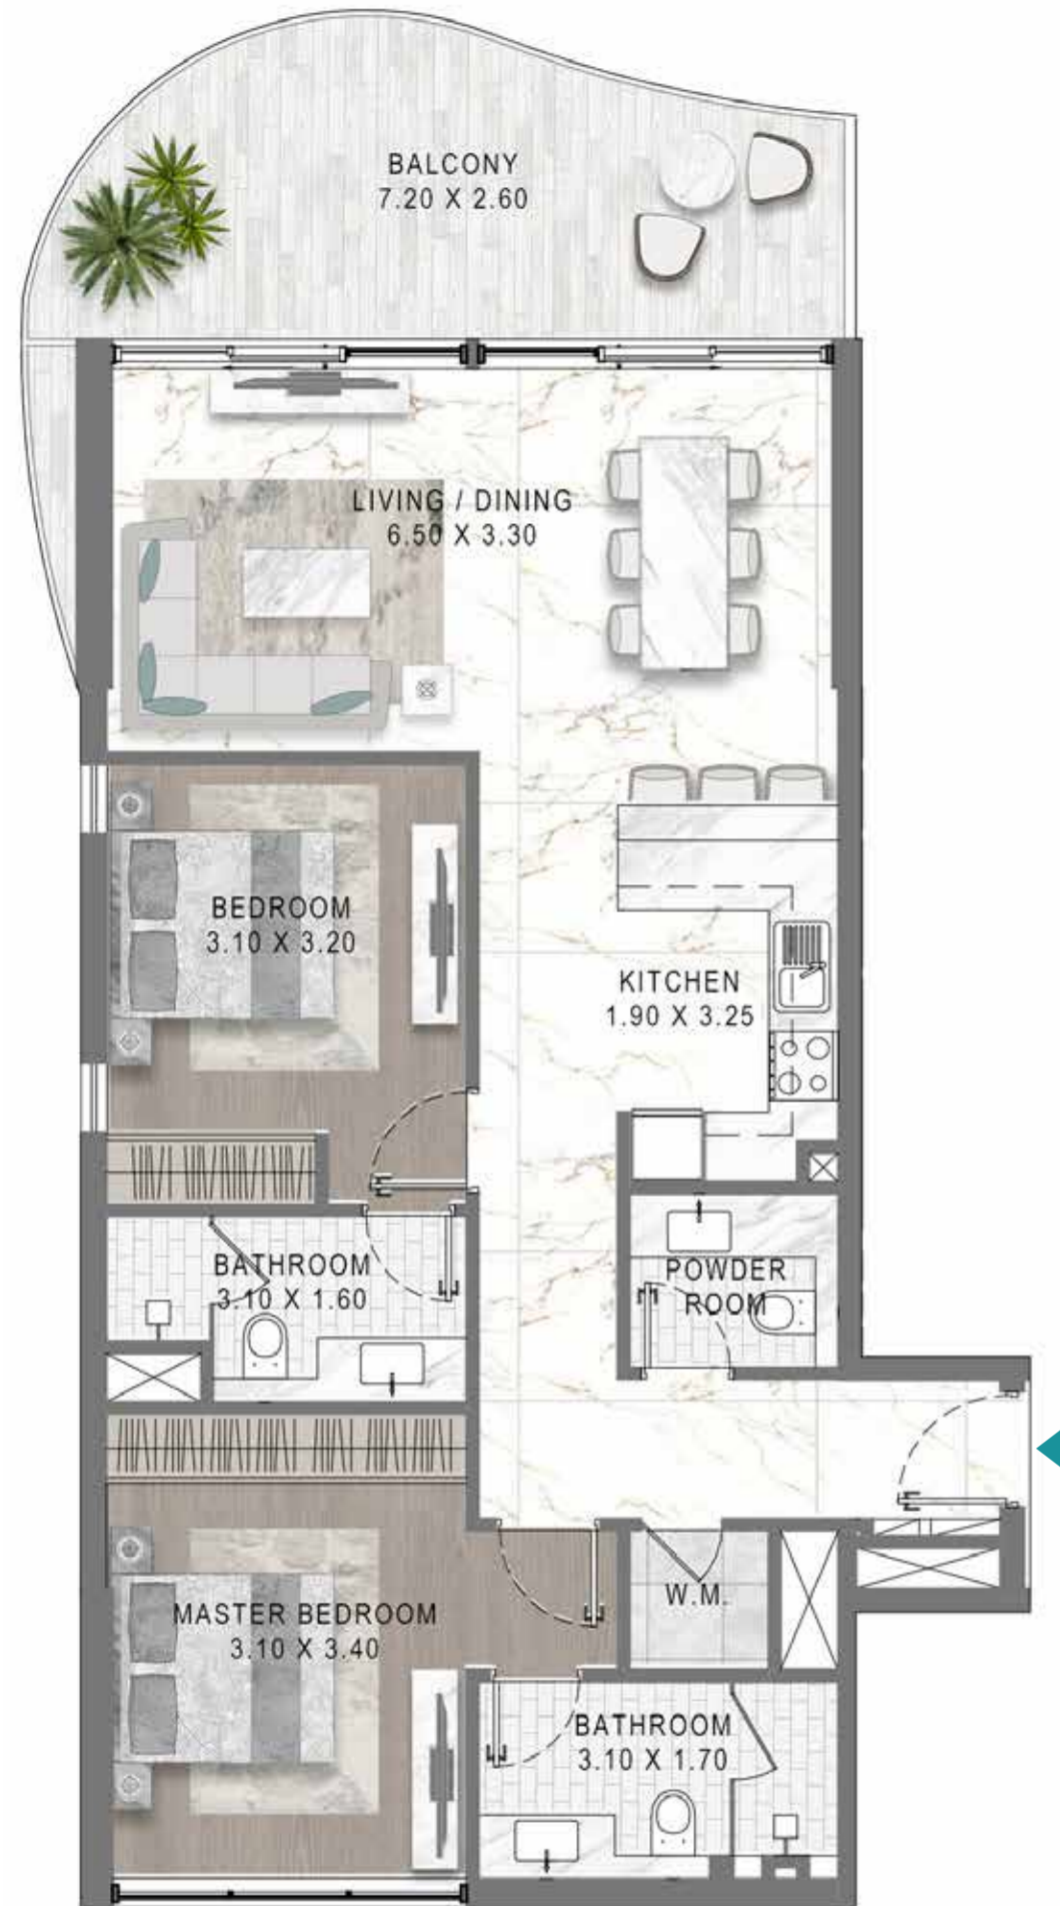 BALCONY
7.20 X 2.60
LIVING / DINING
6.50 X 3.30
BEDROOM
3.10 X 3.20
KITCHEN
1.90 X 3.25
BATHROOM
3.10 X 1.60
POWDER
ROOM
W.M.
MASTER BEDROOM
3.10 X 3.40
BATHROOM
3.10 X 1.70